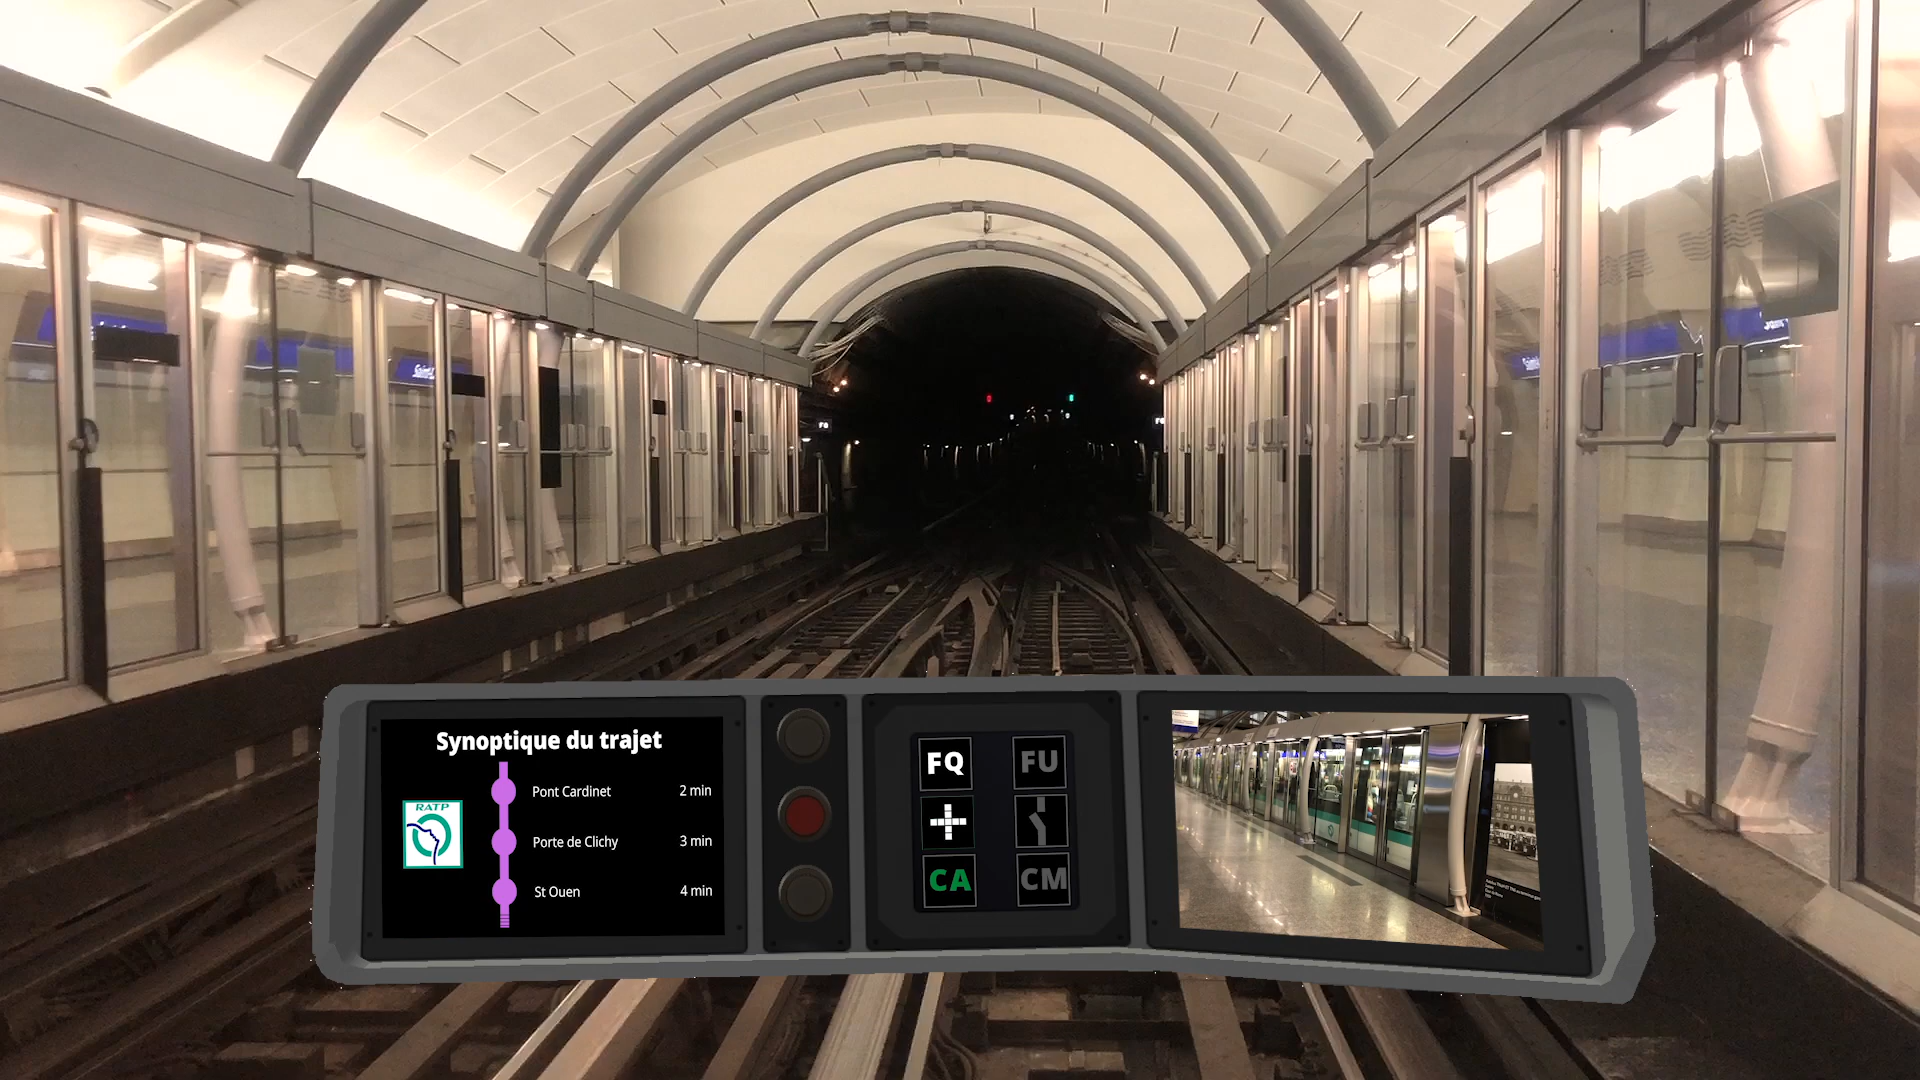 Synoptique du trajet
RATP
Pont Cardinet 2 min
Porte de Clichy 3 min
St Ouen 4 min
FQ FU
CA CM